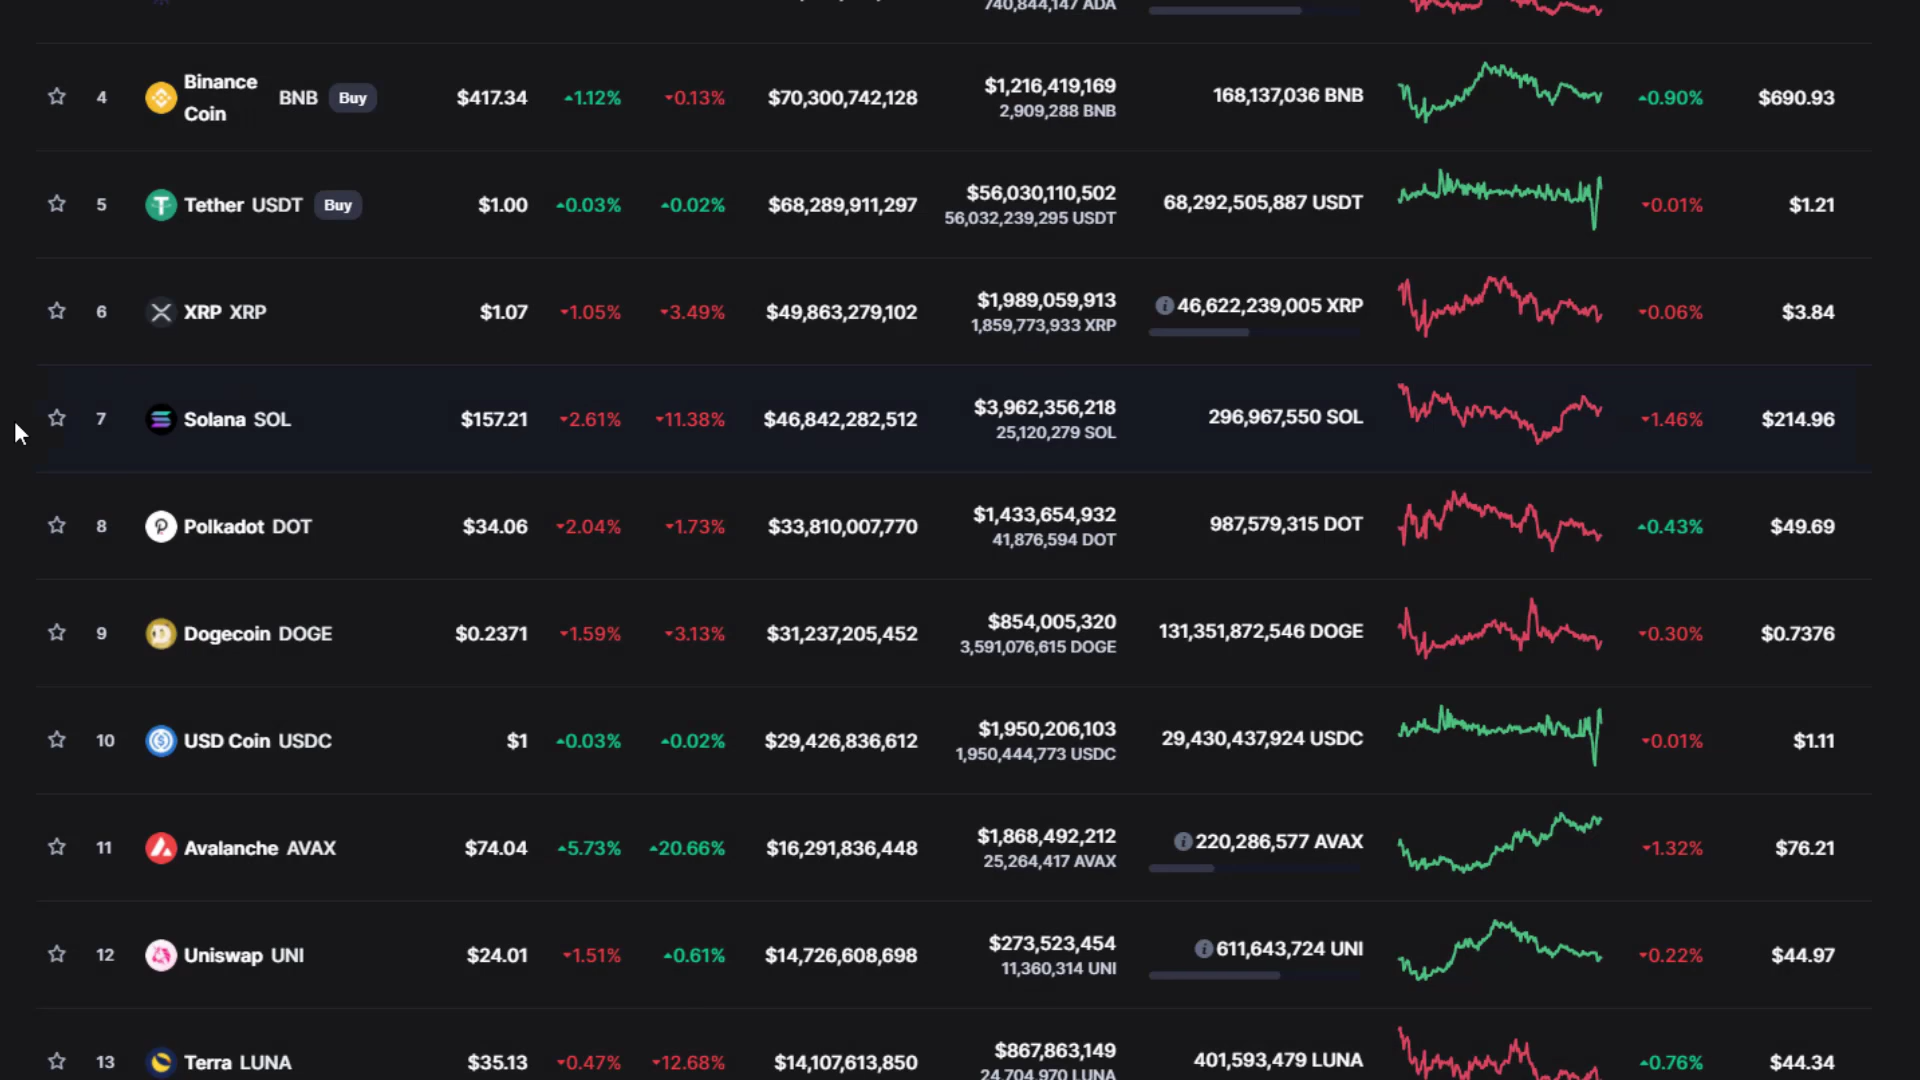 740,844,147 ADA
4 Binance Coin BNB Buy $417.34 1.12% 0.13% $70,300,742,128 $1,216,419,169 168,137,036 BNB 0.90% $690.93
2,909,288 BNB
5 Tether USDT Buy $1.00 0.03% 0.02% $68,289,911,297 $56,030,110,502 68,292,505,887 USDT 0.01% $1.21
56,032,239,295 USDT
6 XRP XRP $1.07 1.05% 3.49% $49,863,279,102 $1,989,059,913 46,622,239,005 XRP 0.06% $3.84
1,859,773,933 XRP
7 Solana SOL $157.21 2.61% 11.38% $46,842,282,512 $3,962,356,218 296,967,550 SOL 1.46% $214.96
25,120,279 SOL
8 Polkadot DOT $34.06 2.04% 1.73% $33,810,007,770 $1,433,654,932 987,579,315 DOT 0.43% $49.69
41,876,594 DOT
9 Dogecoin DOGE $0.2371 1.59% 3.13% $31,237,205,452 $854,005,320 131,351,872,546 DOGE 0.30% $0.7376
3,591,076,615 DOGE
10 USD Coin USDC $1 0.03% 0.02% $29,426,836,612 $1,950,206,103 29,430,437,924 USDC 0.01% $1.11
1,950,444,773 USDC
11 Avalanche AVAX $74.04 5.73% 20.66% $16,291,836,448 $1,868,492,212 220,286,577 AVAX 1.32% $76.21
25,264,417 AVAX
12 Uniswap UNI $24.01 1.51% 0.61% $14,726,608,698 $273,523,454 611,643,724 UNI 0.22% $44.97
11,360,314 UNI
13 Terra LUNA $35.13 0.47% 12.68% $14,107,613,850 $867,863,149 401,593,479 LUNA 0.76% $44.34
24,704,970 LUNA